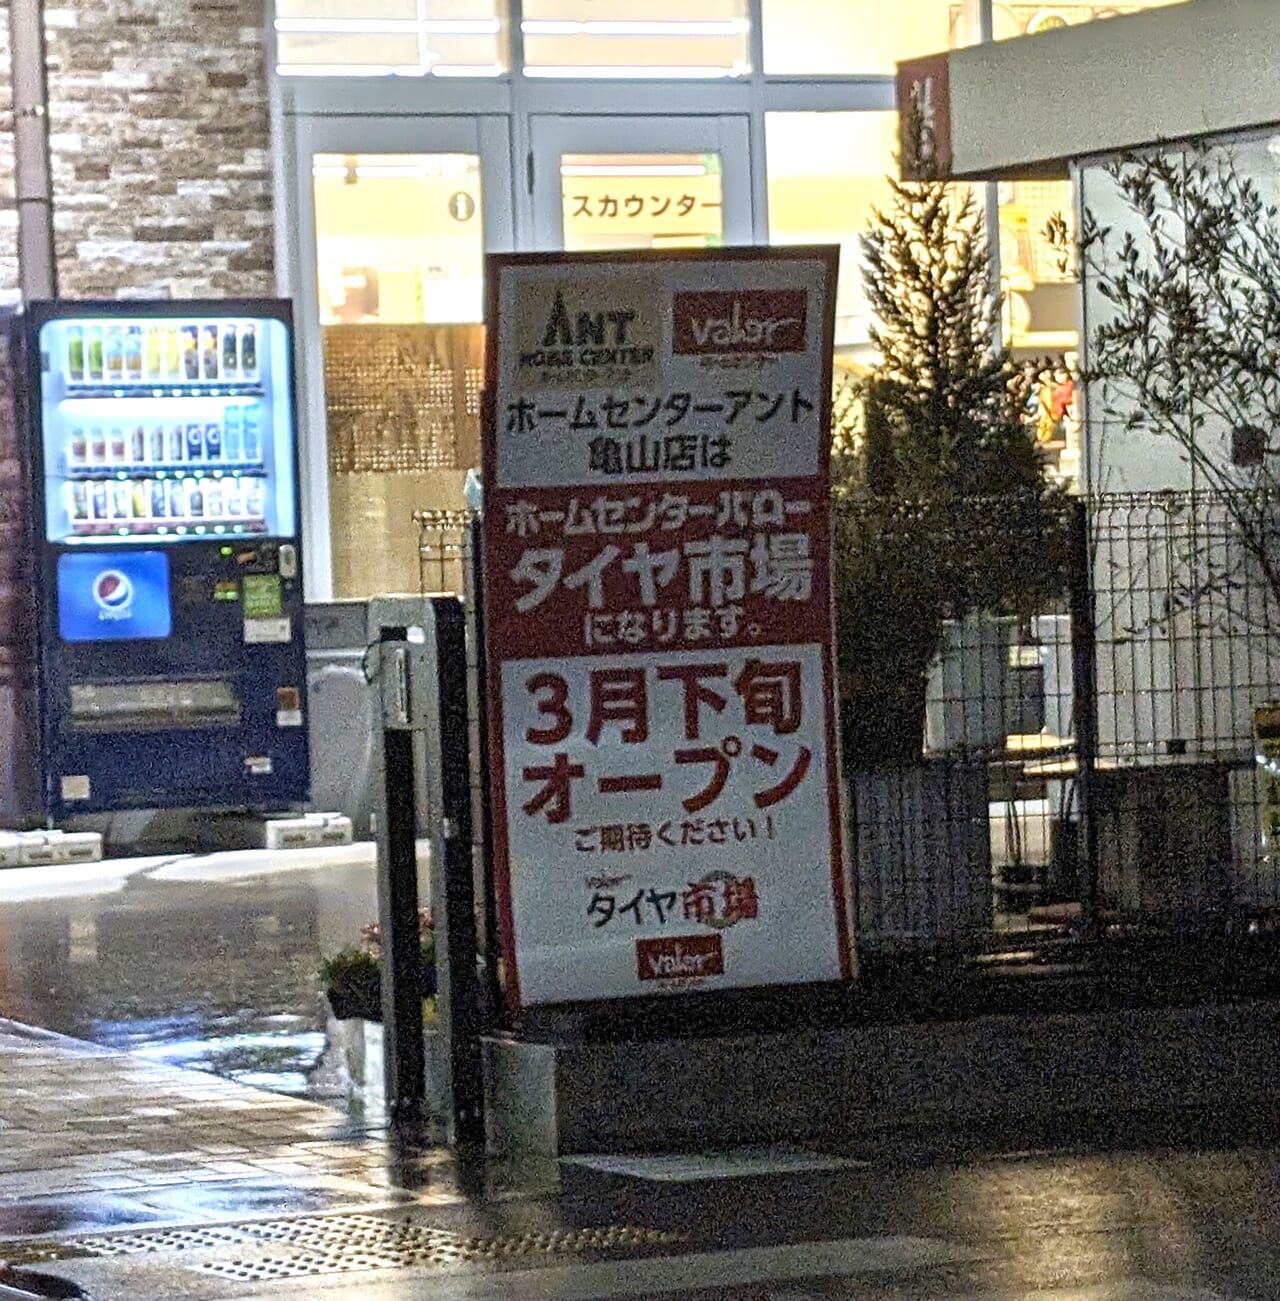 スカウンター
ANT
HOME CENTER
valor
ホームセンターアント
亀山店は
ホームセンターバロー
タイヤ市場
になります。
3月下旬
オープン
ご期待ください！
タイヤ市場
valor